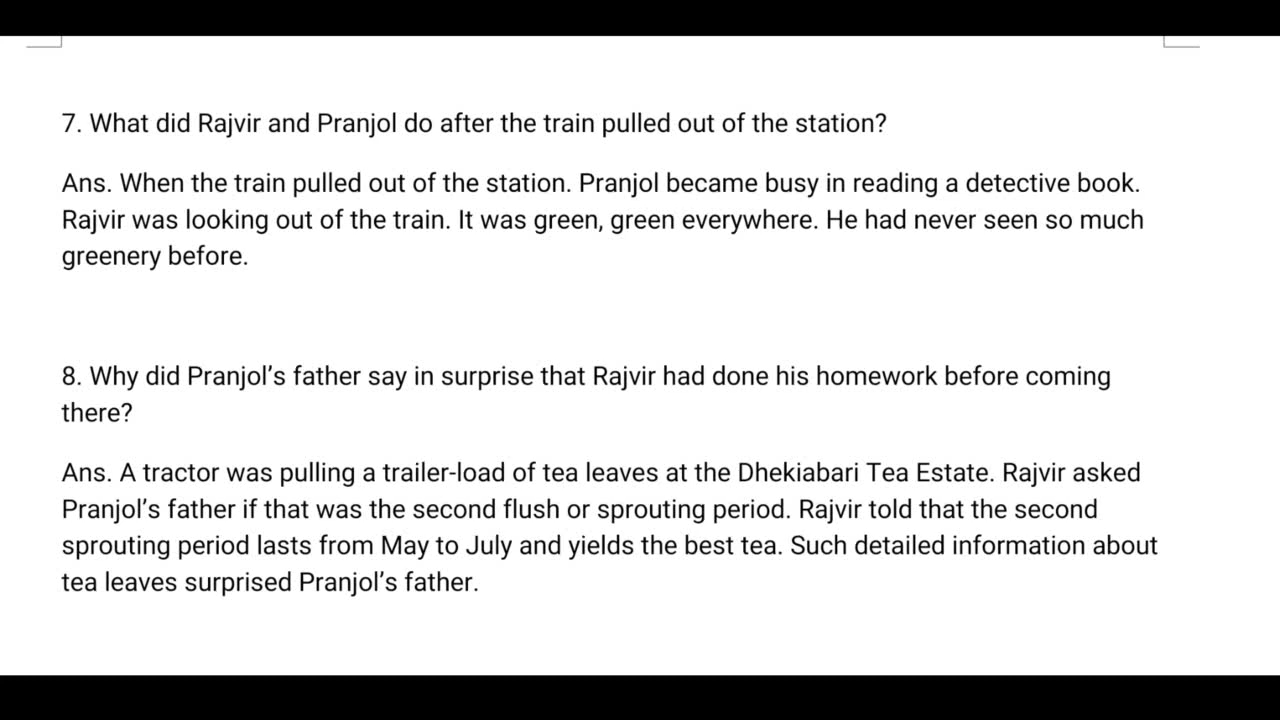 7. What did Rajvir and Pranjol do after the train pulled out of the station?
Ans. When the train pulled out of the station. Pranjol became busy in reading a detective book.
Rajvir was looking out of the train. It was green, green everywhere. He had never seen so much
greenery before.
8. Why did Pranjol’s father say in surprise that Rajvir had done his homework before coming
there?
Ans. A tractor was pulling a trailer-load of tea leaves at the Dhekiabari Tea Estate. Rajvir asked
Pranjol’s father if that was the second flush or sprouting period. Rajvir told that the second
sprouting period lasts from May to July and yields the best tea. Such detailed information about
tea leaves surprised Pranjol’s father.